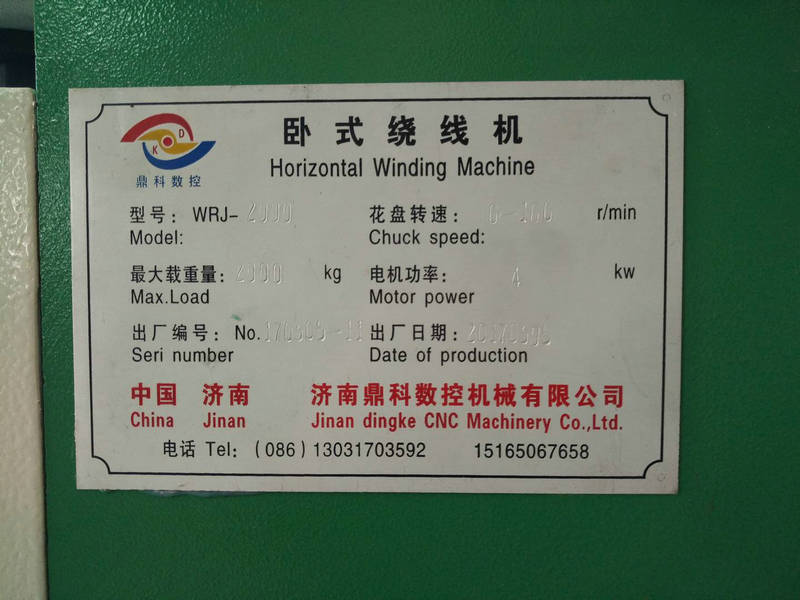 K D
鼎科数控
卧式绕线机
Horizontal Winding Machine
型号: WRJ-2000 花盘转速: r/min
Model: Chuck speed:
最大载重量: 2000 kg 电机功率: 4 kw
Max.Load Motor power
出厂编号: No. 出厂日期:
Seri number Date of production
中国 济南 济南鼎科数控机械有限公司
China Jinan Jinan dingke CNC Machinery Co.,Ltd.
电话 Tel: (086) 13031703592 15165067658